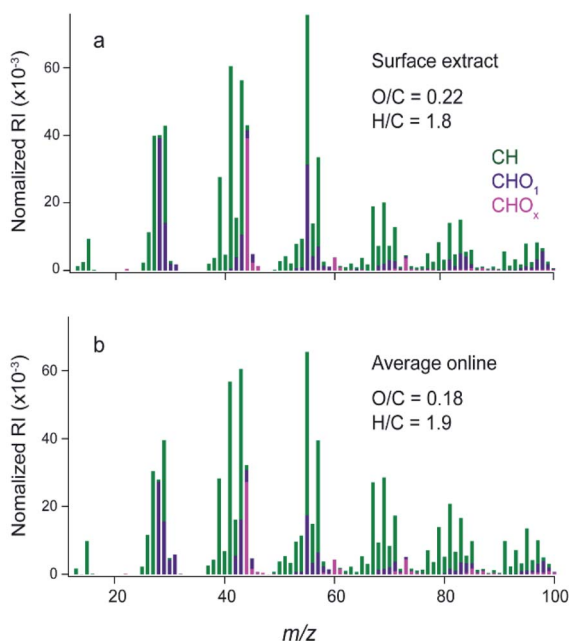 a
Surface extract
O/C = 0.22
H/C = 1.8
CH
CHO1
CHOx
Nomalized RI (x10-3)
60
40
20
0
b
Average online
O/C = 0.18
H/C = 1.9
Nomalized RI (x10-3)
60
40
20
0
20 40 60 80 100
m/z